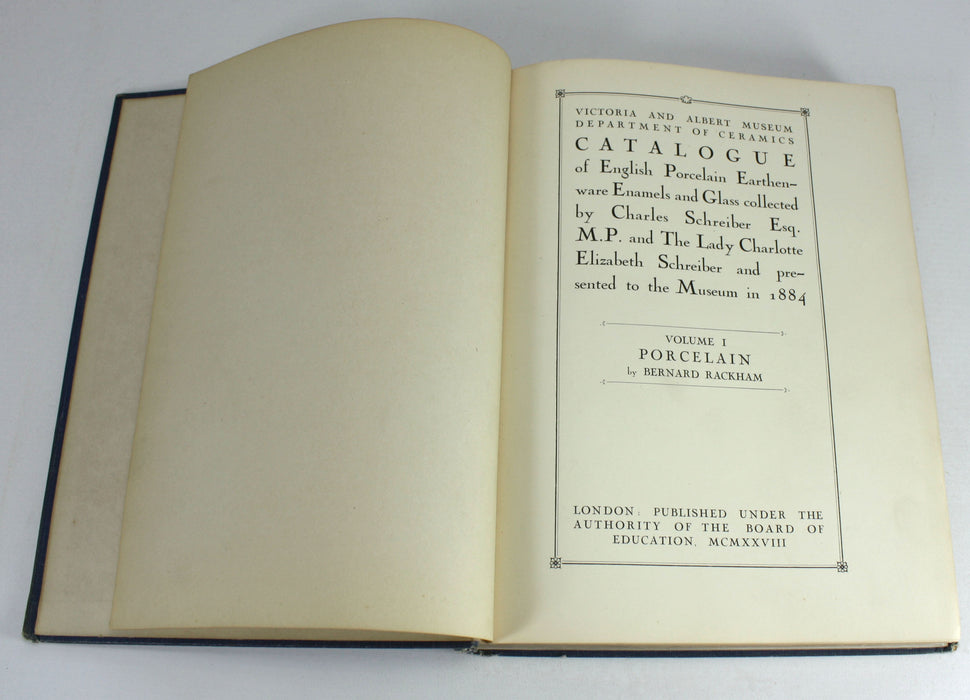 VICTORIA AND ALBERT MUSEUM
DEPARTMENT OF CERAMICS
CATALOGUE
of English Porcelain Earthen-
ware Enamels and Glass collected
by Charles Schreiber Esq.
M.P. and The Lady Charlotte
Elizabeth Schreiber and pre-
sented to the Museum in 1884
VOLUME I
PORCELAIN
by BERNARD RACKHAM
LONDON: PUBLISHED UNDER THE
AUTHORITY OF THE BOARD OF
EDUCATION. MCMXXVIII